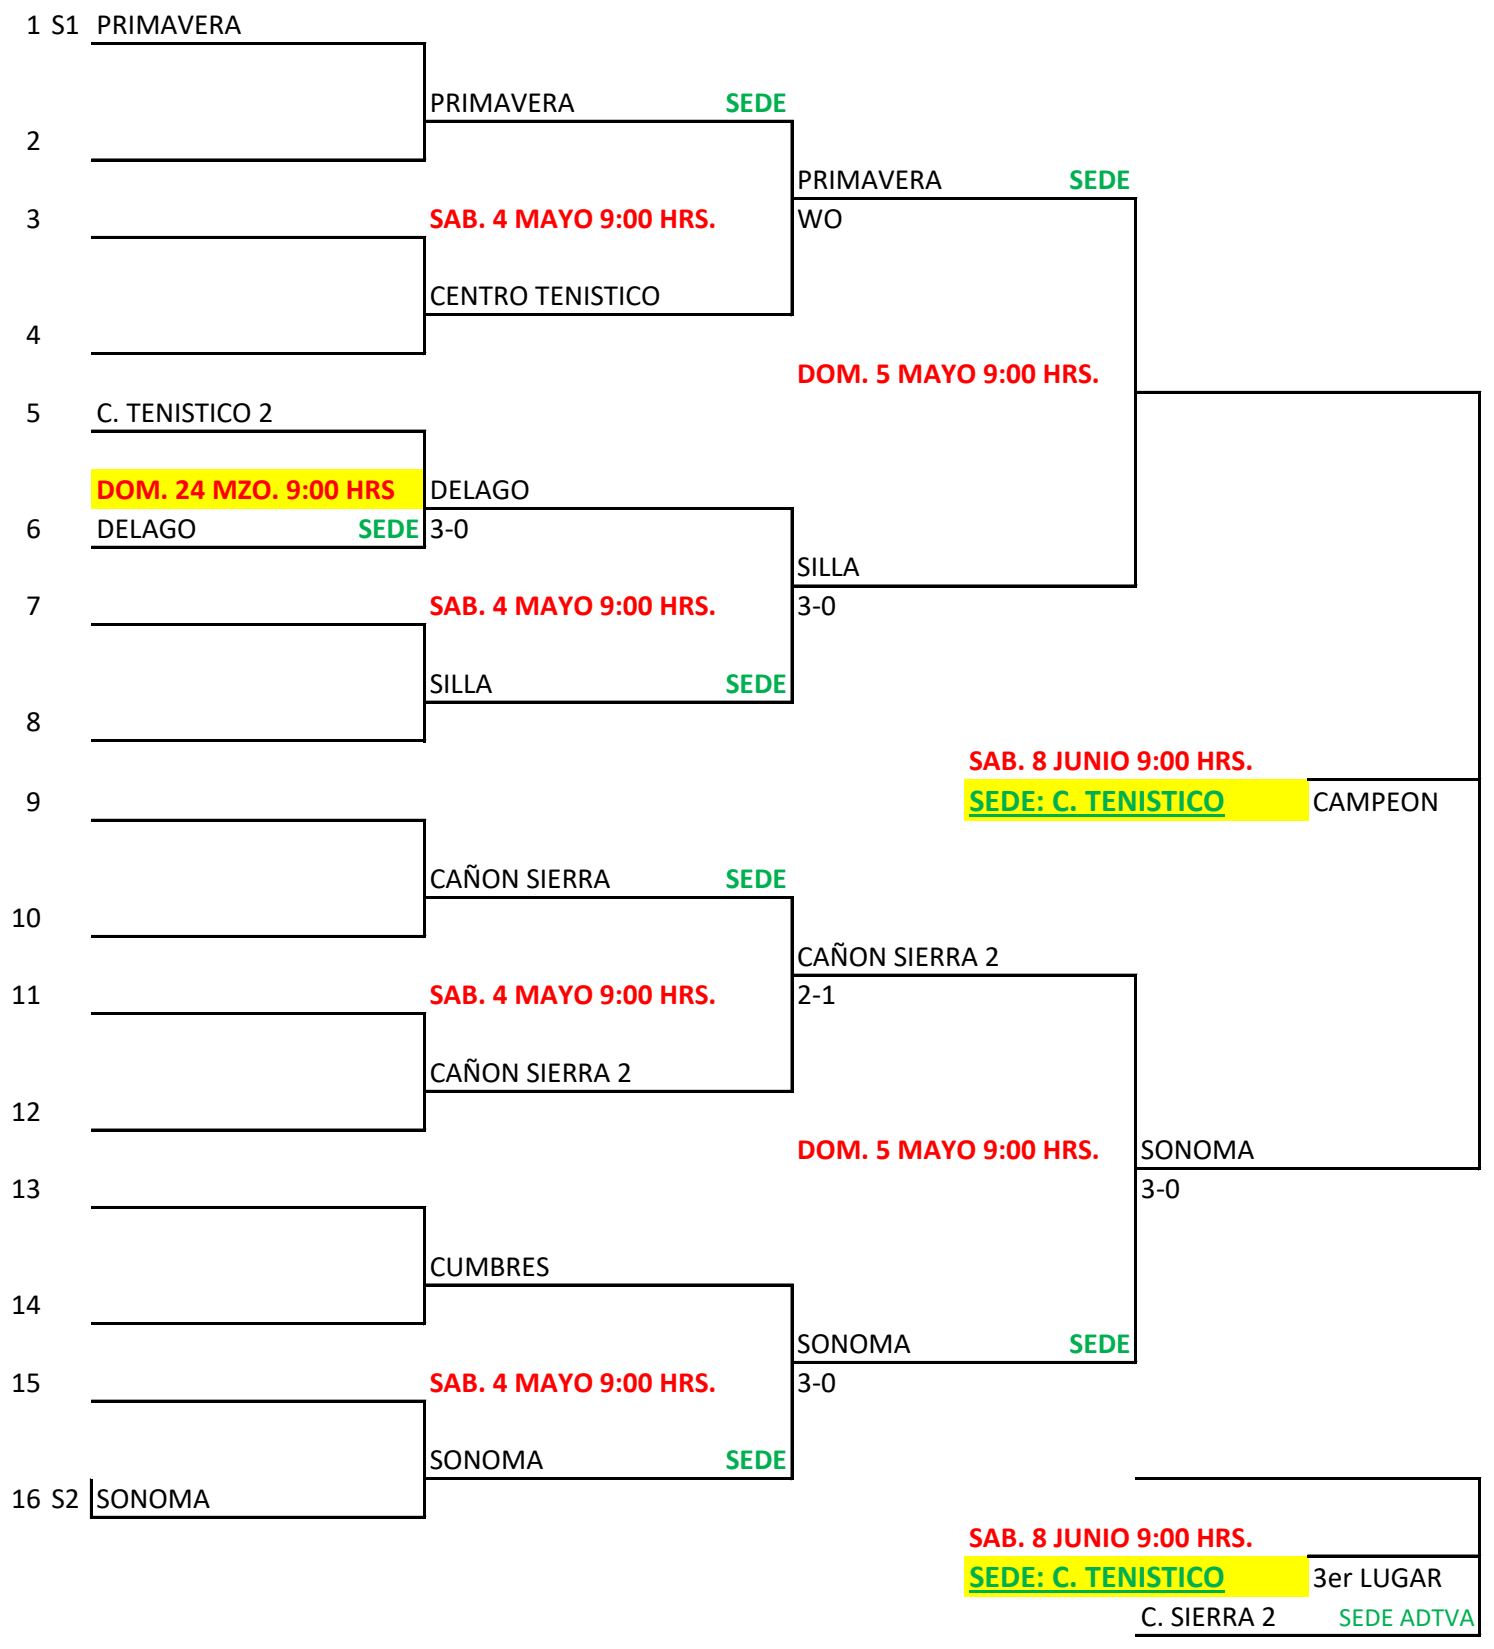 1 S1 PRIMAVERA
PRIMAVERA SEDE
2
PRIMAVERA SEDE
3 SAB. 4 MAYO 9:00 HRS. WO
CENTRO TENISTICO
4
DOM. 5 MAYO 9:00 HRS.
5 C. TENISTICO 2
DOM. 24 MZO. 9:00 HRS DELAGO
6 DELAGO SEDE 3-0
SILLA
7 SAB. 4 MAYO 9:00 HRS. 3-0
SILLA SEDE
8
SAB. 8 JUNIO 9:00 HRS.
9 SEDE: C. TENISTICO CAMPEON
CAÑON SIERRA SEDE
10
CAÑON SIERRA 2
11 SAB. 4 MAYO 9:00 HRS. 2-1
CAÑON SIERRA 2
12
DOM. 5 MAYO 9:00 HRS. SONOMA
13 3-0
CUMBRES
14
SONOMA SEDE
15 SAB. 4 MAYO 9:00 HRS. 3-0
SONOMA SEDE
16 S2 SONOMA
SAB. 8 JUNIO 9:00 HRS.
SEDE: C. TENISTICO 3er LUGAR
C. SIERRA 2 SEDE ADTVA